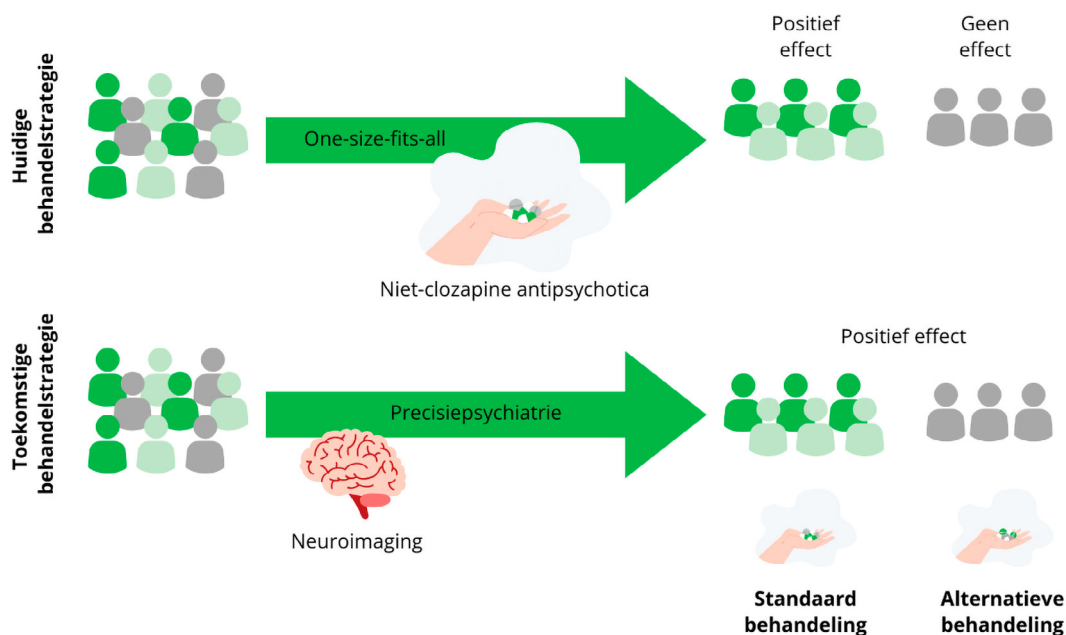 Huidige
behandelstrategie
One-size-fits-all
Niet-clozapine antipsychotica
Positief
effect
Geen
effect
Toekomstige
behandelstrategie
Precisiepsychiatrie
Neuroimaging
Positief effect
Standaard
behandeling
Alternatieve
behandeling